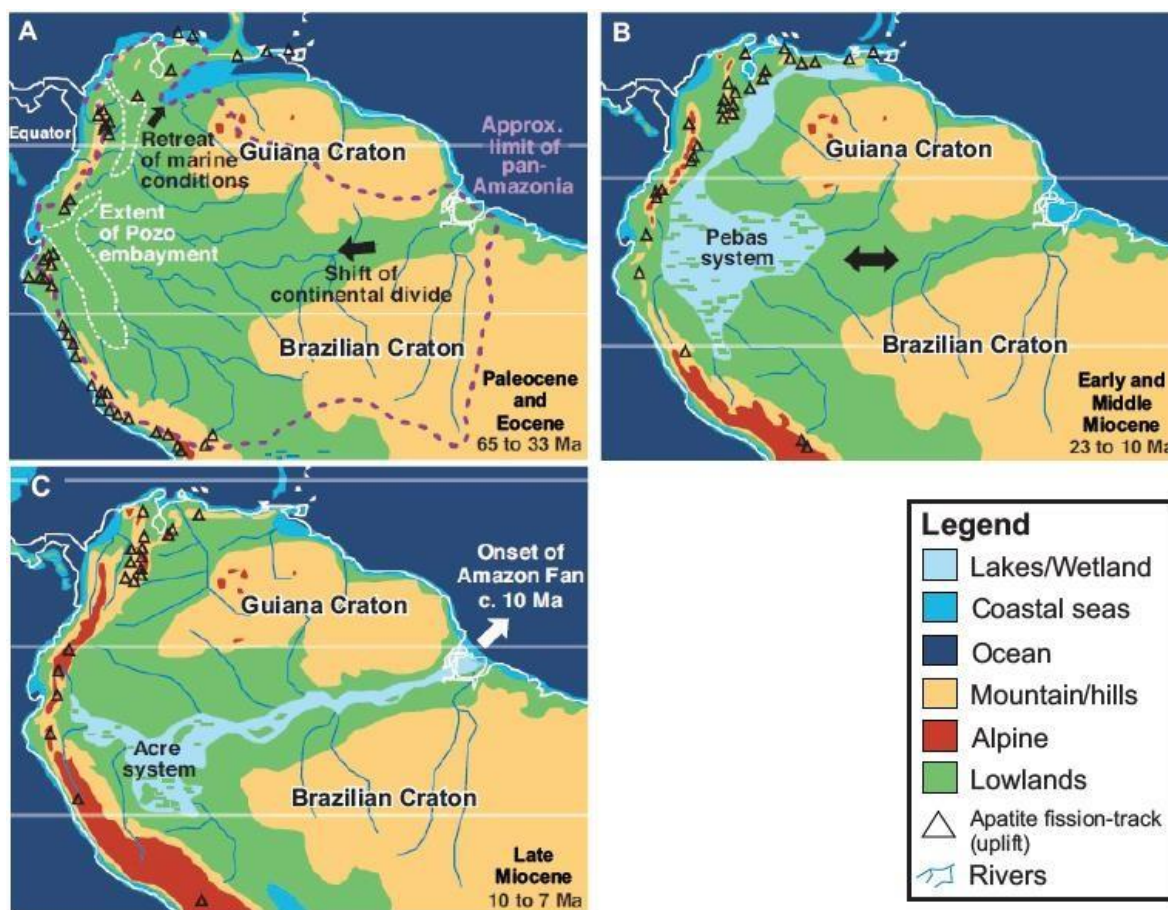 A
Equator
Retreat
of marine
conditions
Guiana Craton
Approx.
limit of
pan-
Amazonia
Extent
of Pozo
embayment
Shift of
continental divide
Brazilian Craton
Paleocene
and
Eocene
65 to 33 Ma
B
Guiana Craton
Pebas
system
Brazilian Craton
Early and
Middle
Miocene
23 to 10 Ma
C
Onset of
Amazon Fan
c. 10 Ma
Guiana Craton
Acre
system
Brazilian Craton
Late
Miocene
10 to 7 Ma
Legend
Lakes/Wetland
Coastal seas
Ocean
Mountain/hills
Alpine
Lowlands
Apatite fission-track
(uplift)
Rivers